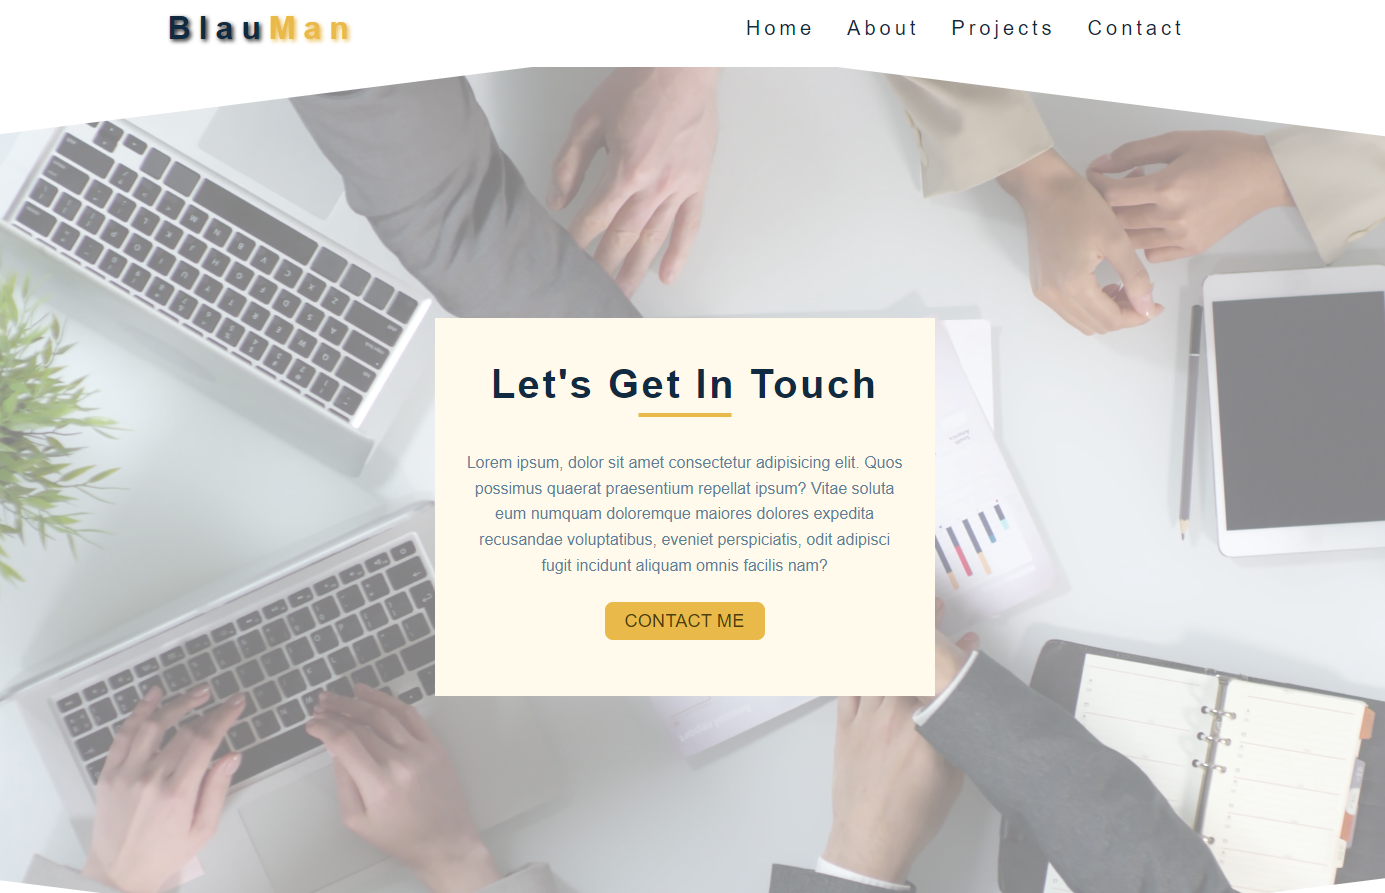 BlauMan
Home About Projects Contact
Let's Get In Touch
Lorem ipsum, dolor sit amet consectetur adipisicing elit. Quos
possimus quaerat praesentium repellat ipsum? Vitae soluta
eum numquam doloremque maiores dolores expedita
recusandae voluptatibus, eveniet perspiciatis, odit adipisci
fugit incidunt aliquam omnis facilis nam?
CONTACT ME